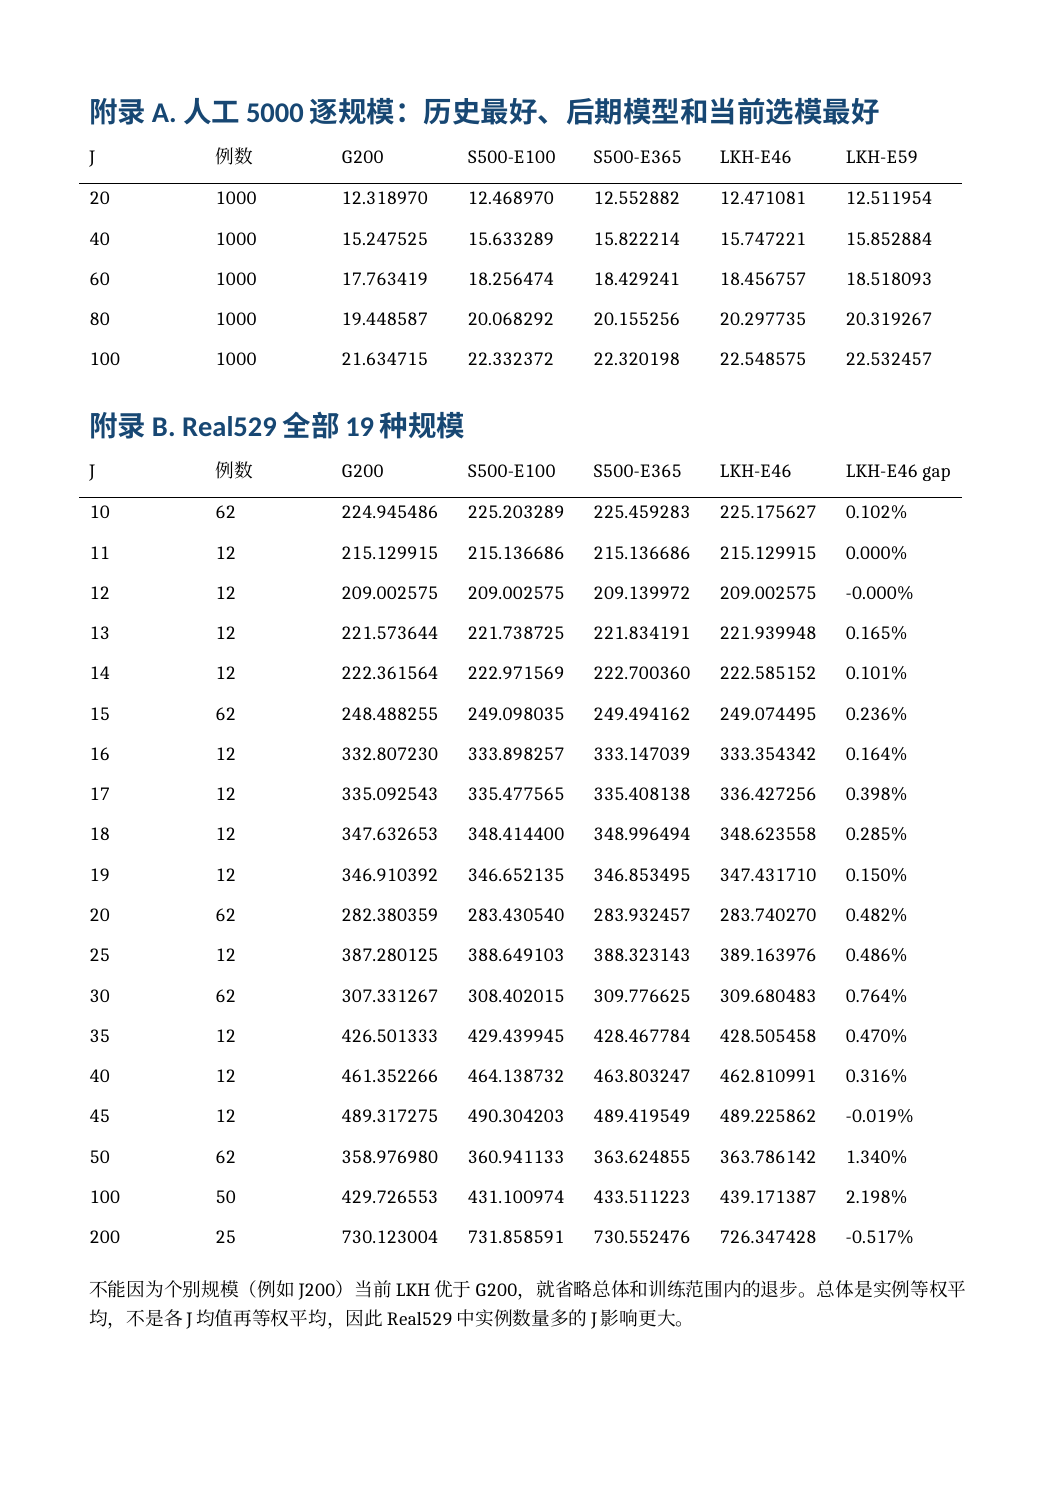 附录 A. 人工 5000 逐规模：历史最好、后期模型和当前选模最好
J 例数 G200 S500-E100 S500-E365 LKH-E46 LKH-E59
20 1000 12.318970 12.468970 12.552882 12.471081 12.511954
40 1000 15.247525 15.633289 15.822214 15.747221 15.852884
60 1000 17.763419 18.256474 18.429241 18.456757 18.518093
80 1000 19.448587 20.068292 20.155256 20.297735 20.319267
100 1000 21.634715 22.332372 22.320198 22.548575 22.532457
附录 B. Real529 全部 19 种规模
J 例数 G200 S500-E100 S500-E365 LKH-E46 LKH-E46 gap
10 62 224.945486 225.203289 225.459283 225.175627 0.102%
11 12 215.129915 215.136686 215.136686 215.129915 0.000%
12 12 209.002575 209.002575 209.139972 209.002575 -0.000%
13 12 221.573644 221.738725 221.834191 221.939948 0.165%
14 12 222.361564 222.971569 222.700360 222.585152 0.101%
15 62 248.488255 249.098035 249.494162 249.074495 0.236%
16 12 332.807230 333.898257 333.147039 333.354342 0.164%
17 12 335.092543 335.477565 335.408138 336.427256 0.398%
18 12 347.632653 348.414400 348.996494 348.623558 0.285%
19 12 346.910392 346.652135 346.853495 347.431710 0.150%
20 62 282.380359 283.430540 283.932457 283.740270 0.482%
25 12 387.280125 388.649103 388.323143 389.163976 0.486%
30 62 307.331267 308.402015 309.776625 309.680483 0.764%
35 12 426.501333 429.439945 428.467784 428.505458 0.470%
40 12 461.352266 464.138732 463.803247 462.810991 0.316%
45 12 489.317275 490.304203 489.419549 489.225862 -0.019%
50 62 358.976980 360.941133 363.624855 363.786142 1.340%
100 50 429.726553 431.100974 433.511223 439.171387 2.198%
200 25 730.123004 731.858591 730.552476 726.347428 -0.517%
不能因为个别规模（例如 J200）当前 LKH 优于 G200，就省略总体和训练范围内的退步。总体是实例等权平
均，不是各 J 均值再等权平均，因此 Real529 中实例数量多的 J 影响更大。